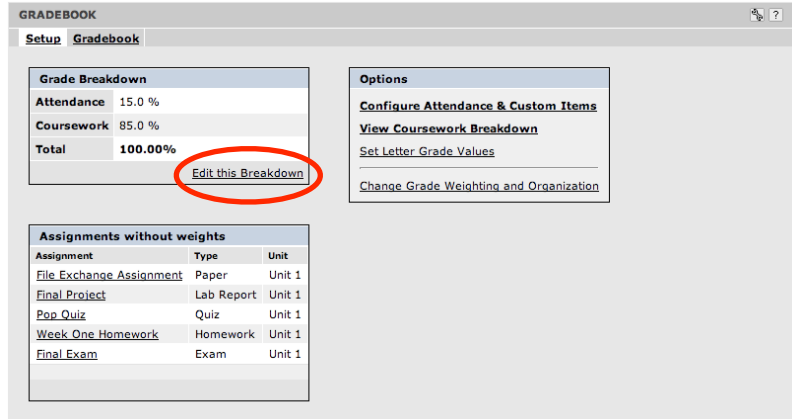 GRADEBOOK ?
Setup Gradebook
Grade Breakdown
Attendance 15.0 %
Coursework 85.0 %
Total 100.00%
Edit this Breakdown
Options
Configure Attendance & Custom Items
View Coursework Breakdown
Set Letter Grade Values
Change Grade Weighting and Organization
Assignments without weights
Assignment Type Unit
File Exchange Assignment Paper Unit 1
Final Project Lab Report Unit 1
Pop Quiz Quiz Unit 1
Week One Homework Homework Unit 1
Final Exam Exam Unit 1